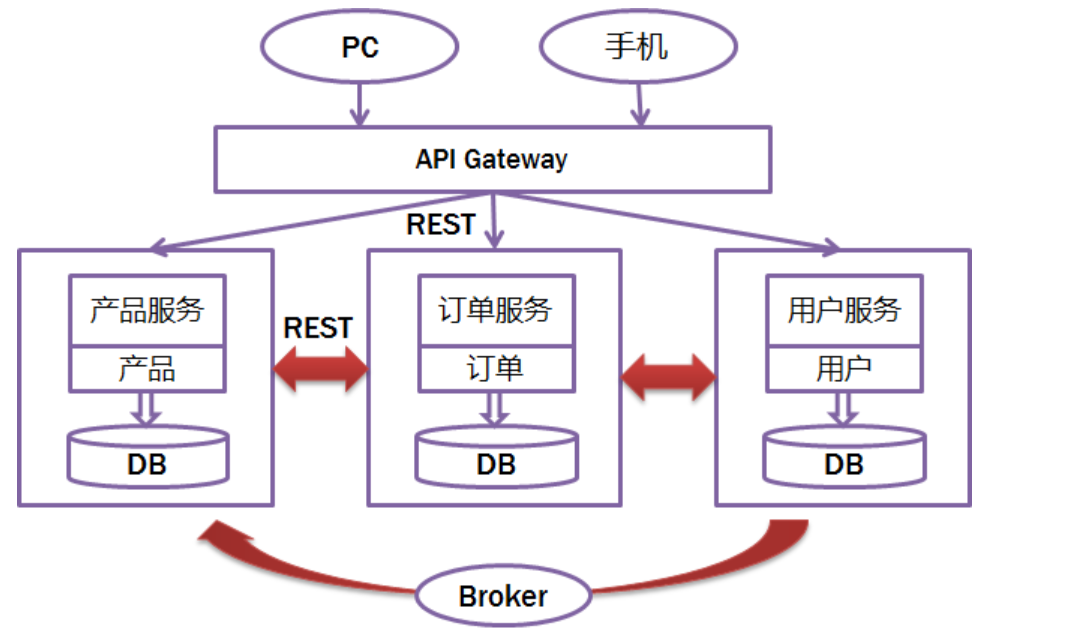 PC
手机
API Gateway
REST
产品服务
产品
DB
REST
订单服务
订单
DB
用户服务
用户
DB
Broker